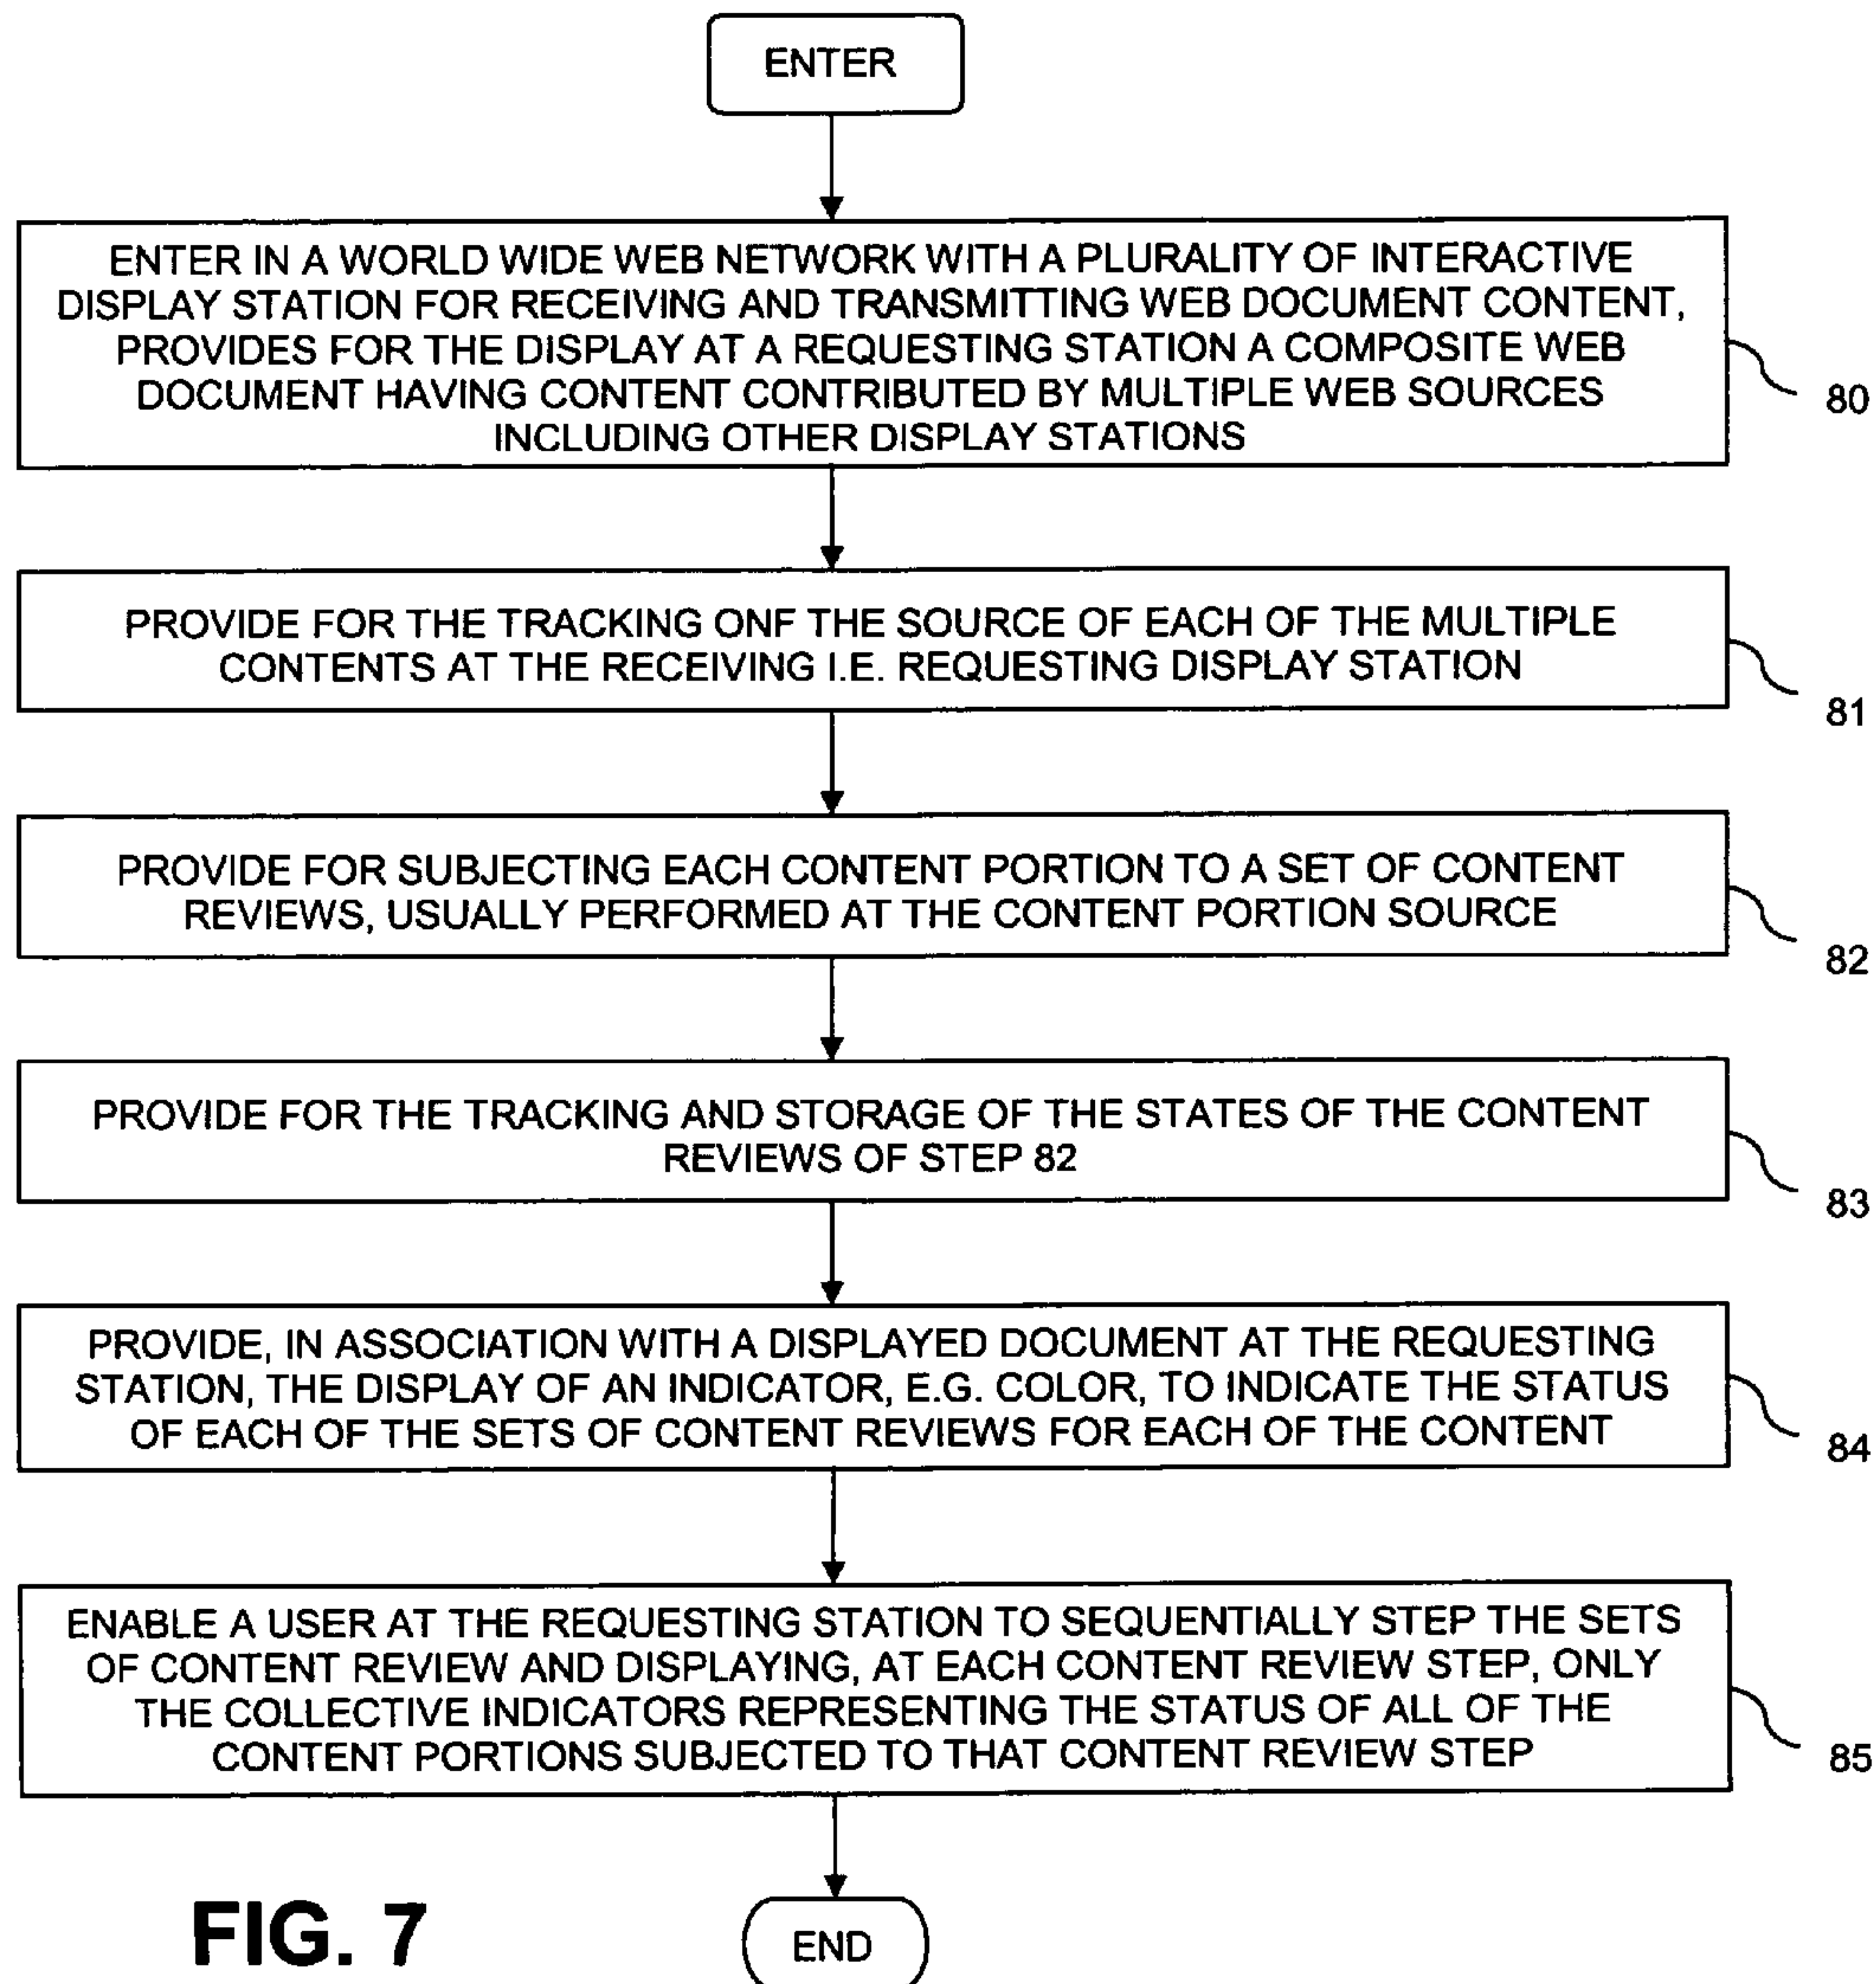 ENTER
ENTER IN A WORLD WIDE WEB NETWORK WITH A PLURALITY OF INTERACTIVE
DISPLAY STATION FOR RECEIVING AND TRANSMITTING WEB DOCUMENT CONTENT,
PROVIDES FOR THE DISPLAY AT A REQUESTING STATION A COMPOSITE WEB
DOCUMENT HAVING CONTENT CONTRIBUTED BY MULTIPLE WEB SOURCES
INCLUDING OTHER DISPLAY STATIONS
80
PROVIDE FOR THE TRACKING ONF THE SOURCE OF EACH OF THE MULTIPLE
CONTENTS AT THE RECEIVING I.E. REQUESTING DISPLAY STATION
81
PROVIDE FOR SUBJECTING EACH CONTENT PORTION TO A SET OF CONTENT
REVIEWS, USUALLY PERFORMED AT THE CONTENT PORTION SOURCE
82
PROVIDE FOR THE TRACKING AND STORAGE OF THE STATES OF THE CONTENT
REVIEWS OF STEP 82
83
PROVIDE, IN ASSOCIATION WITH A DISPLAYED DOCUMENT AT THE REQUESTING
STATION, THE DISPLAY OF AN INDICATOR, E.G. COLOR, TO INDICATE THE STATUS
OF EACH OF THE SETS OF CONTENT REVIEWS FOR EACH OF THE CONTENT
84
ENABLE A USER AT THE REQUESTING STATION TO SEQUENTIALLY STEP THE SETS
OF CONTENT REVIEW AND DISPLAYING, AT EACH CONTENT REVIEW STEP, ONLY
THE COLLECTIVE INDICATORS REPRESENTING THE STATUS OF ALL OF THE
CONTENT PORTIONS SUBJECTED TO THAT CONTENT REVIEW STEP
85
END
FIG. 7